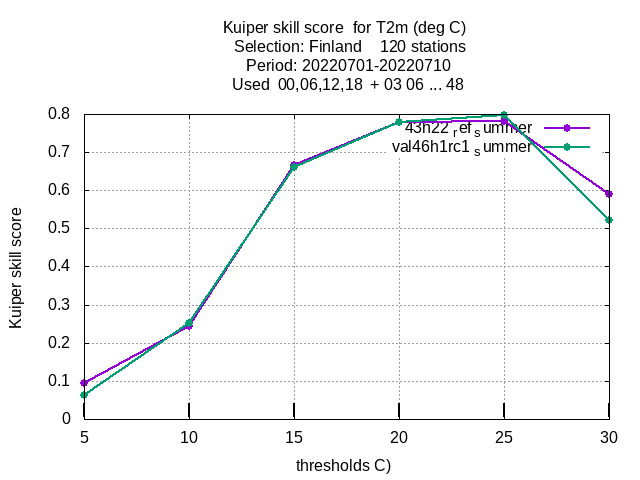 Kuiper skill score for T2m (deg C)
Selection: Finland 120 stations
Period: 20220701-20220710
Used 00,06,12,18 + 03 06 ... 48
0.8
43h22refsummer
val46h1rc1summer
0.7
0.6
0.5
0.4
0.3
0.2
0.1
0
Kuiper skill score
5 10 15 20 25 30
thresholds C)